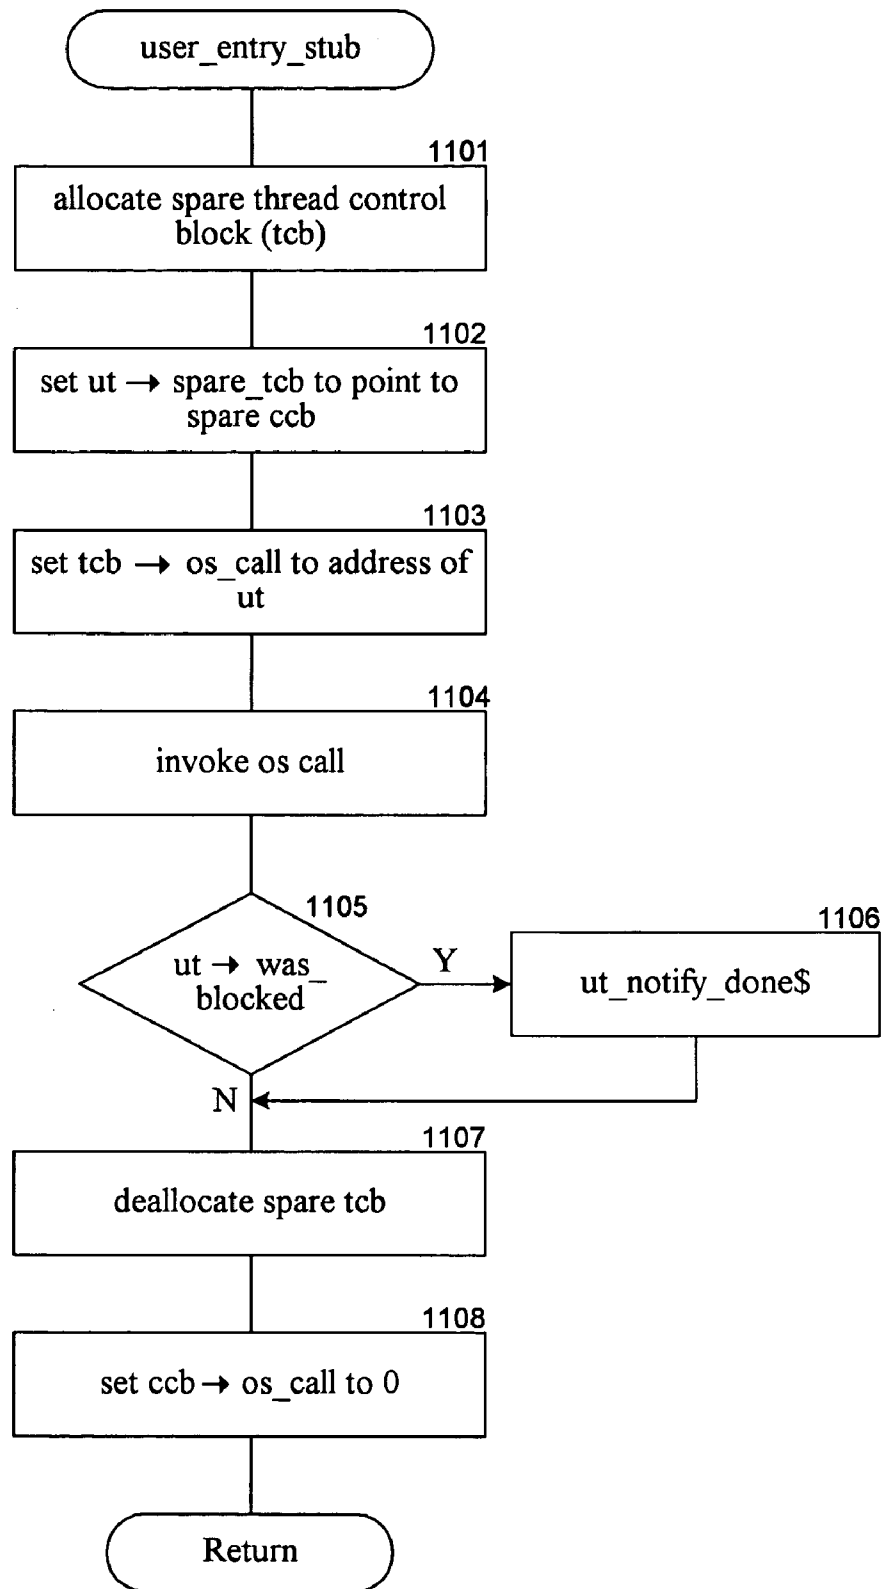 user_entry_stub
1101
allocate spare thread control
block (tcb)
1102
set ut → spare_tcb to point to
spare ccb
1103
set tcb → os_call to address of
ut
1104
invoke os call
1105
ut → was_
blocked
Y
1106
ut_notify_done$
N
1107
deallocate spare tcb
1108
set ccb → os_call to 0
Return